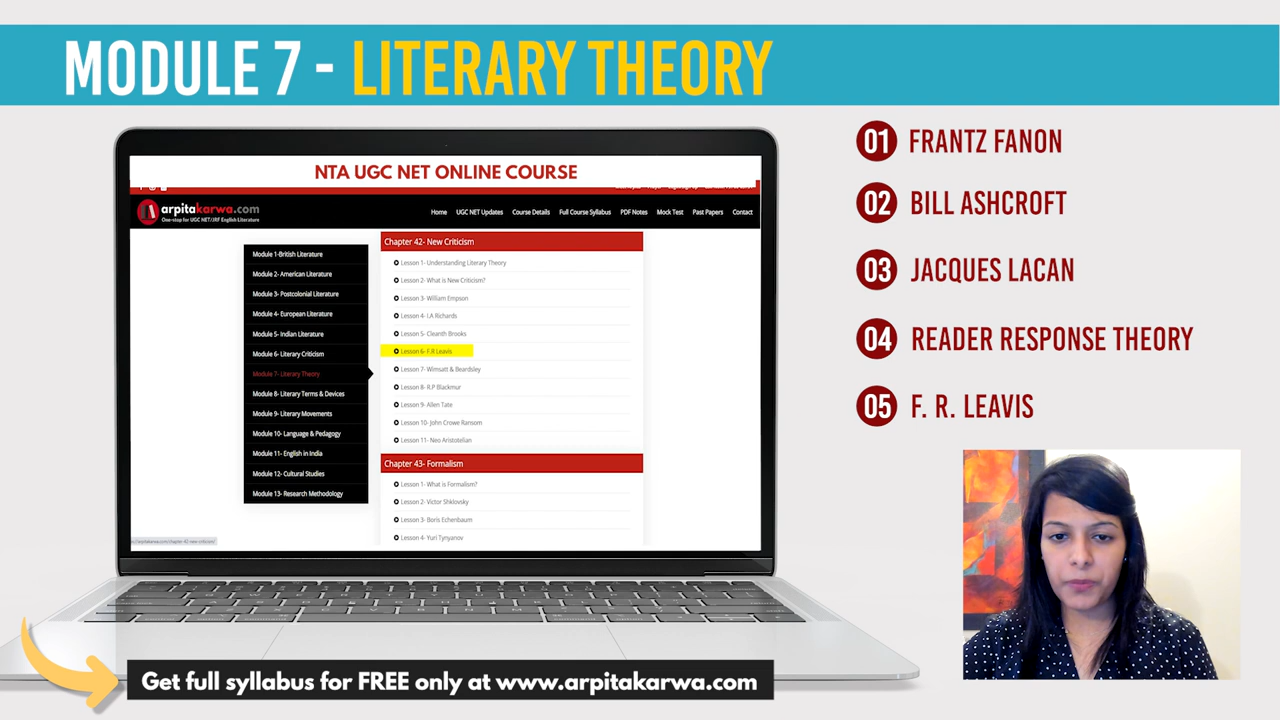 MODULE 7 - LITERARY THEORY
NTA UGC NET ONLINE COURSE
arpitakarwa.com
One-stop for UGC NET/JRF English Literature
Home UGC NET Updates Course Details Full Course Syllabus PDF Notes Mock Test Past Papers Contact
Module 1-British Literature
Module 2- American Literature
Module 3- Postcolonial Literature
Module 4- European Literature
Module 5- Indian Literature
Module 6- Literary Criticism
Module 7- Literary Theory
Module 8- Literary Terms & Devices
Module 9- Literary Movements
Module 10- Language & Pedagogy
Module 11- English in India
Module 12- Cultural Studies
Module 13- Research Methodology
Chapter 42- New Criticism
Lesson 1- Understanding Literary Theory
Lesson 2- What is New Criticism?
Lesson 3- William Empson
Lesson 4- I.A Richards
Lesson 5- Cleanth Brooks
Lesson 6- F.R Leavis
Lesson 7- Wimsatt & Beardsley
Lesson 8- R.P Blackmur
Lesson 9- Allen Tate
Lesson 10- John Crowe Ransom
Lesson 11- Neo Aristotelian
Chapter 43- Formalism
Lesson 1- What is Formalism?
Lesson 2- Victor Shklovsky
Lesson 3- Boris Echenbaum
Lesson 4- Yuri Tynyanov
01 FRANTZ FANON
02 BILL ASHCROFT
03 JACQUES LACAN
04 READER RESPONSE THEORY
05 F. R. LEAVIS
Get full syllabus for FREE only at www.arpitakarwa.com